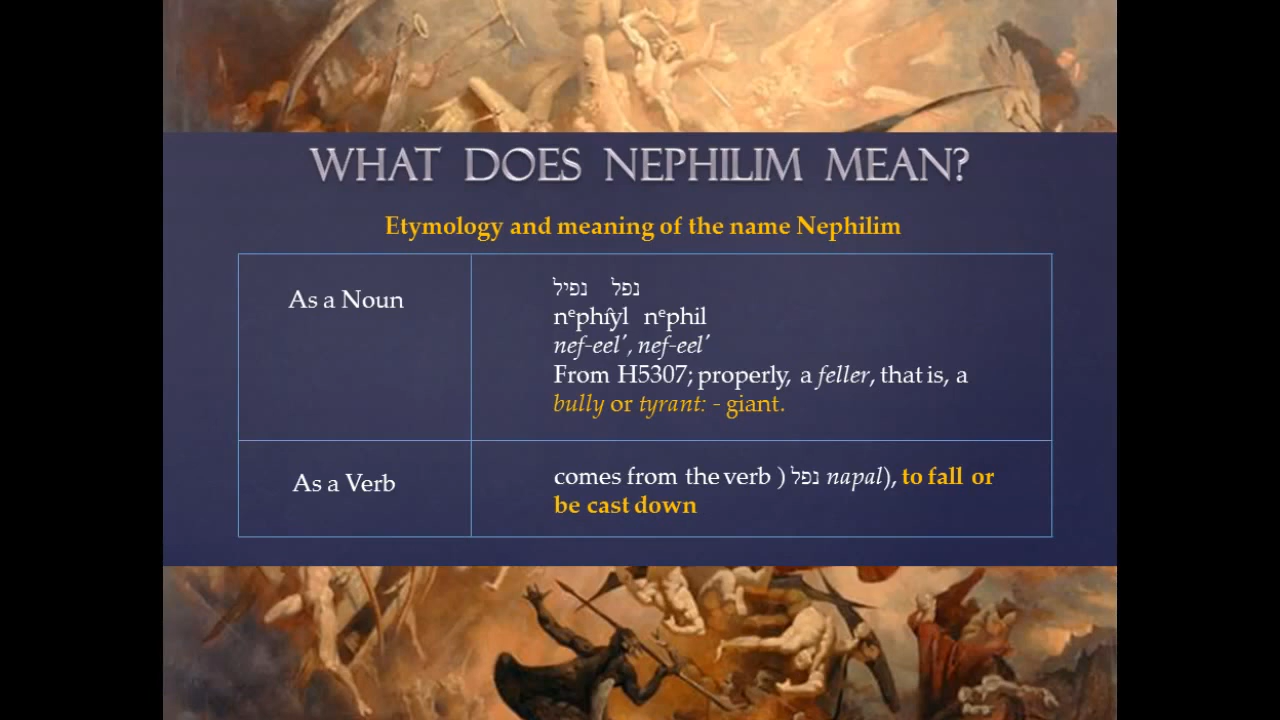 WHAT DOES NEPHILIM MEAN?
Etymology and meaning of the name Nephilim
As a Noun
נפל נפיל
nᵉphı̂yl nᵉphil
nef-eel', nef-eel'
From H5307; properly, a feller, that is, a
bully or tyrant: - giant.
As a Verb
comes from the verb ) נפל napal), to fall or
be cast down